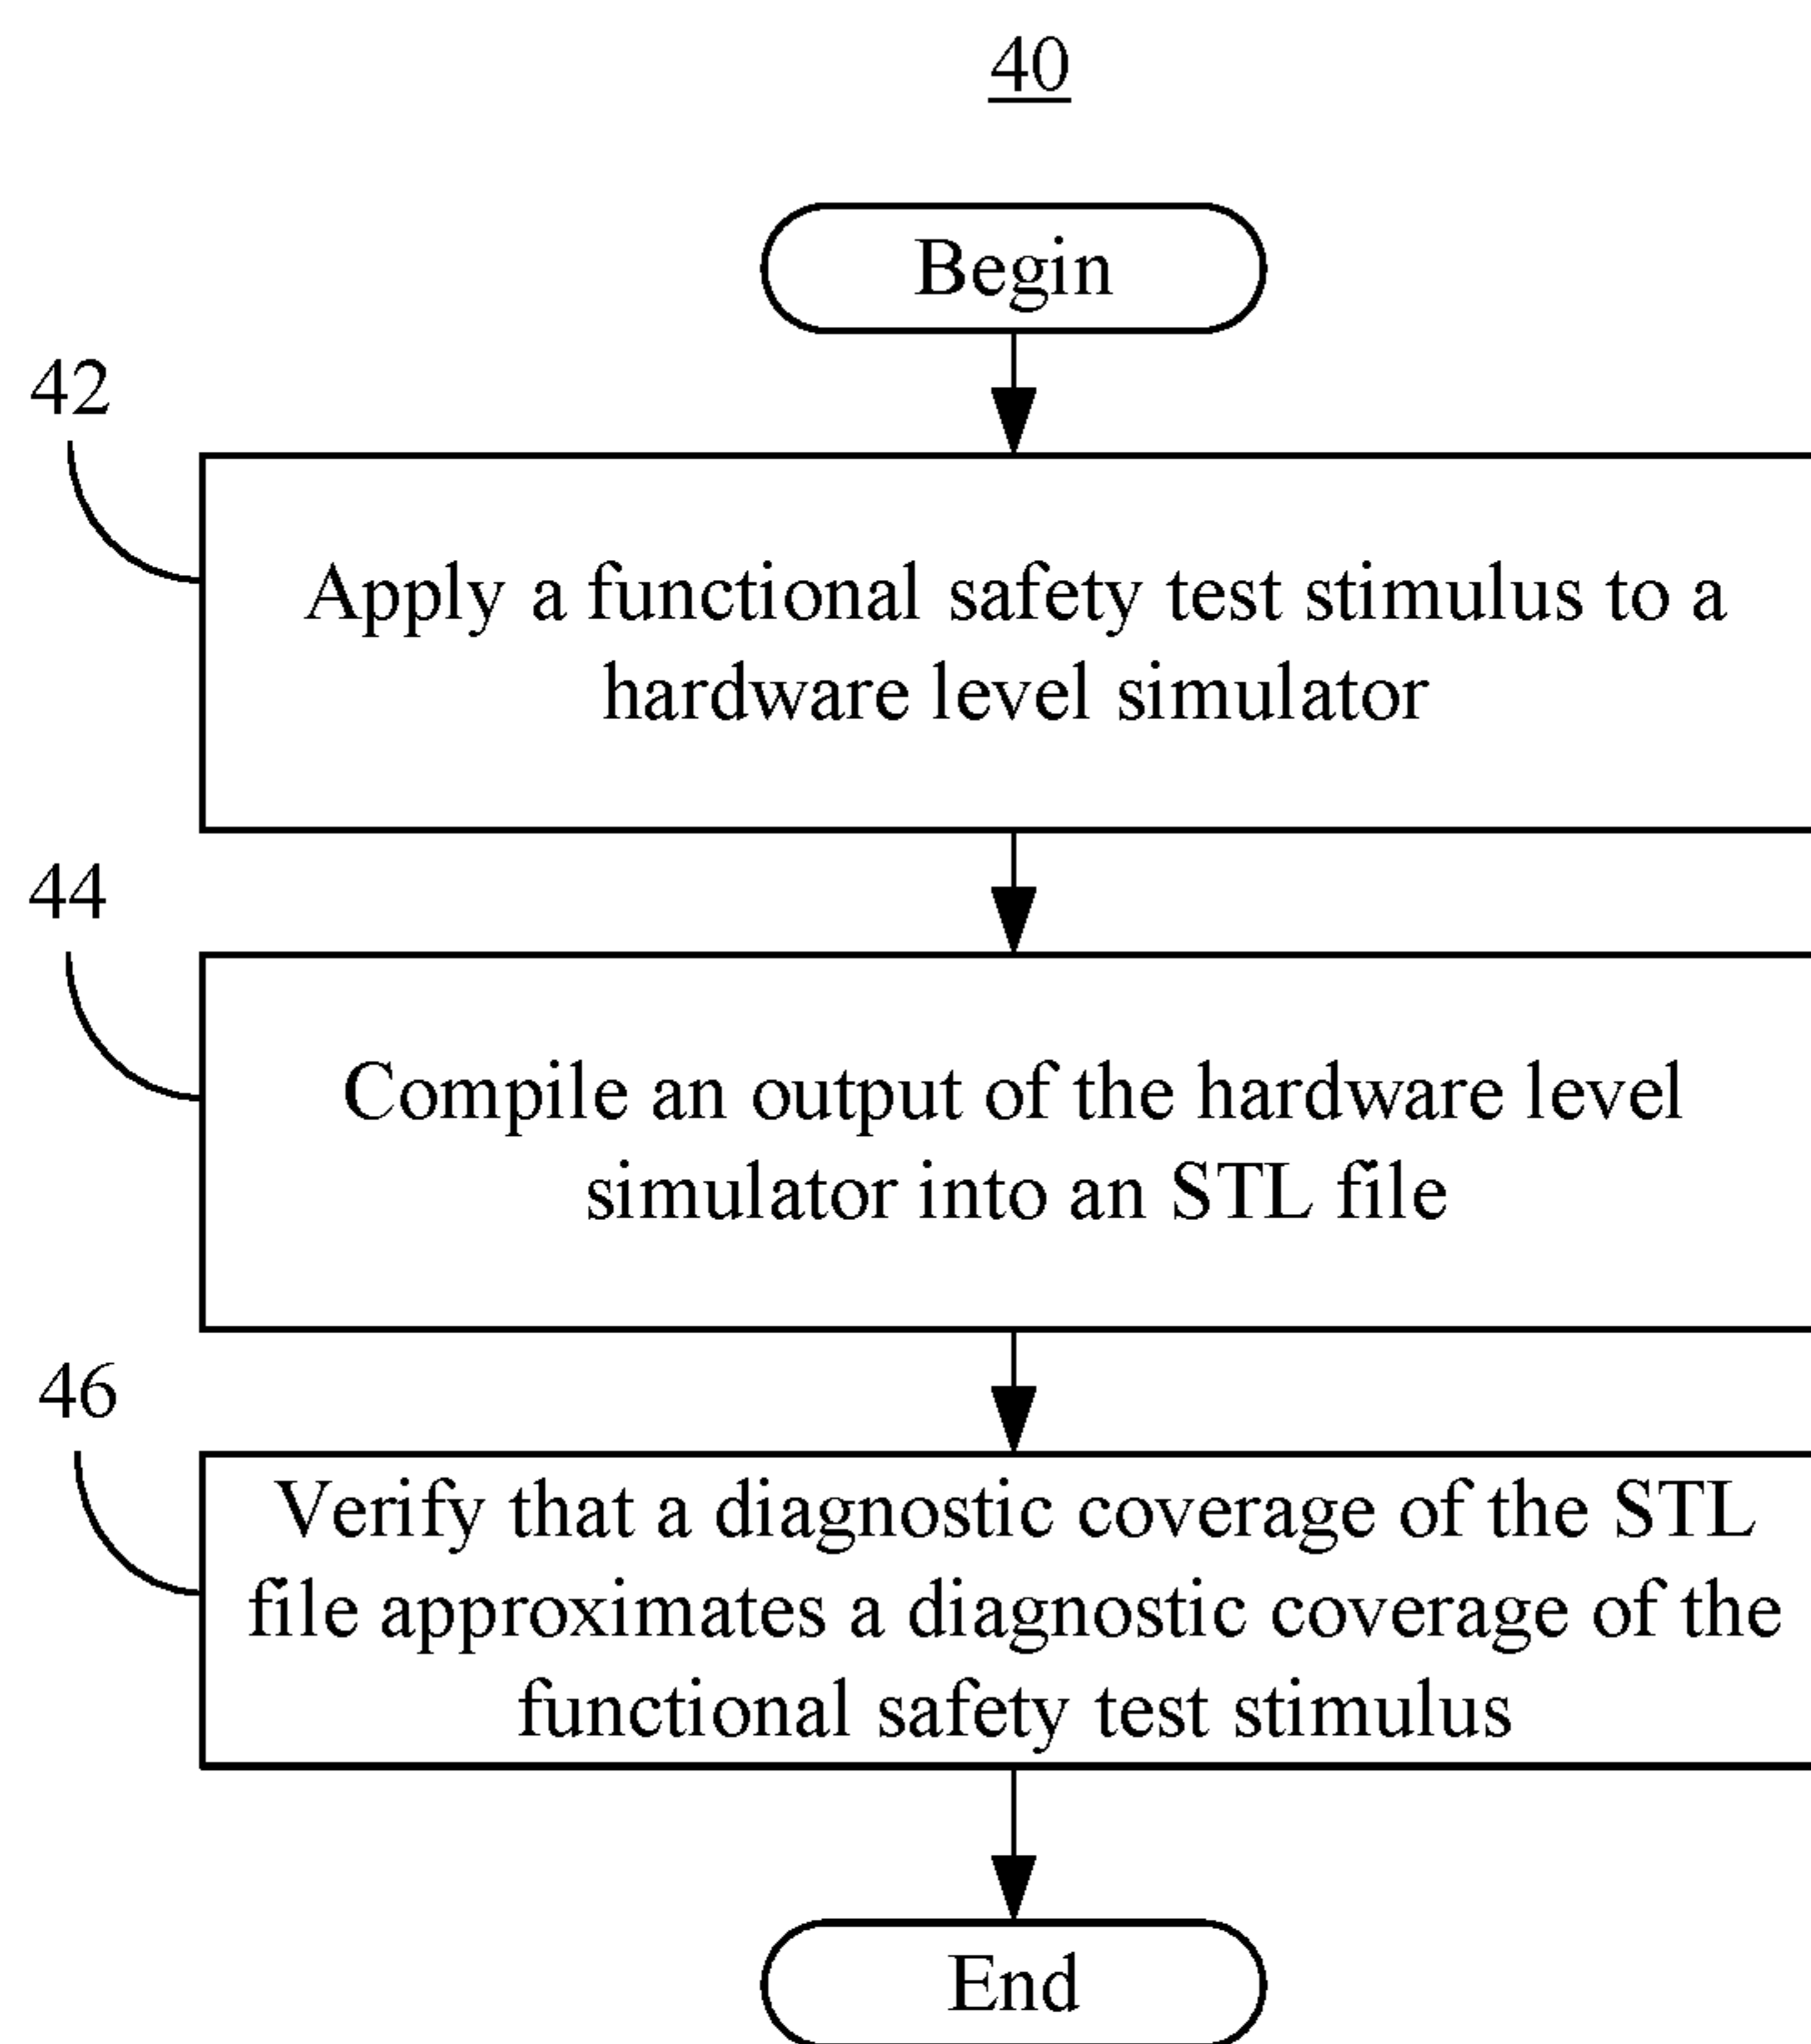 40
Begin
42
Apply a functional safety test stimulus to a
hardware level simulator
44
Compile an output of the hardware level
simulator into an STL file
46
Verify that a diagnostic coverage of the STL
file approximates a diagnostic coverage of the
functional safety test stimulus
End